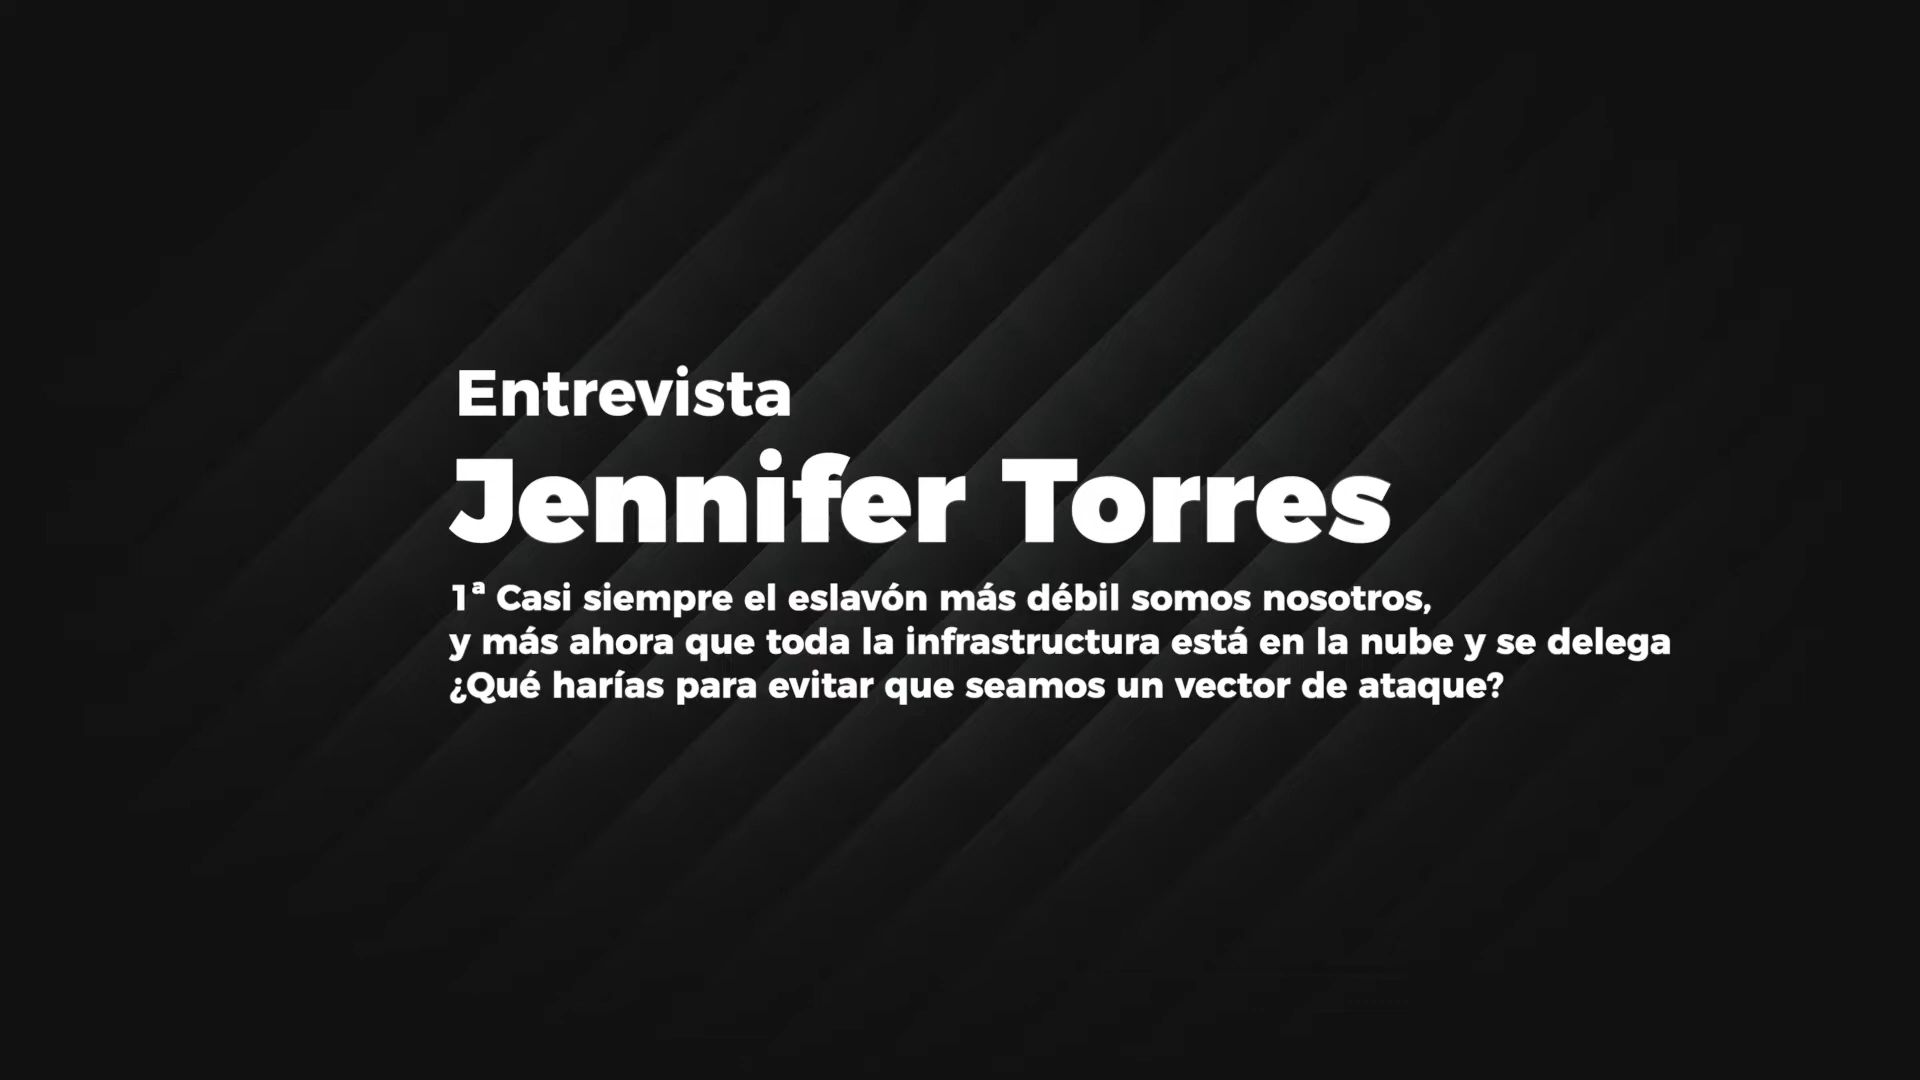 Entrevista
Jennifer Torres
1ª Casi siempre el eslavón más débil somos nosotros,
y más ahora que toda la infrastructura está en la nube y se delega
¿Qué harías para evitar que seamos un vector de ataque?